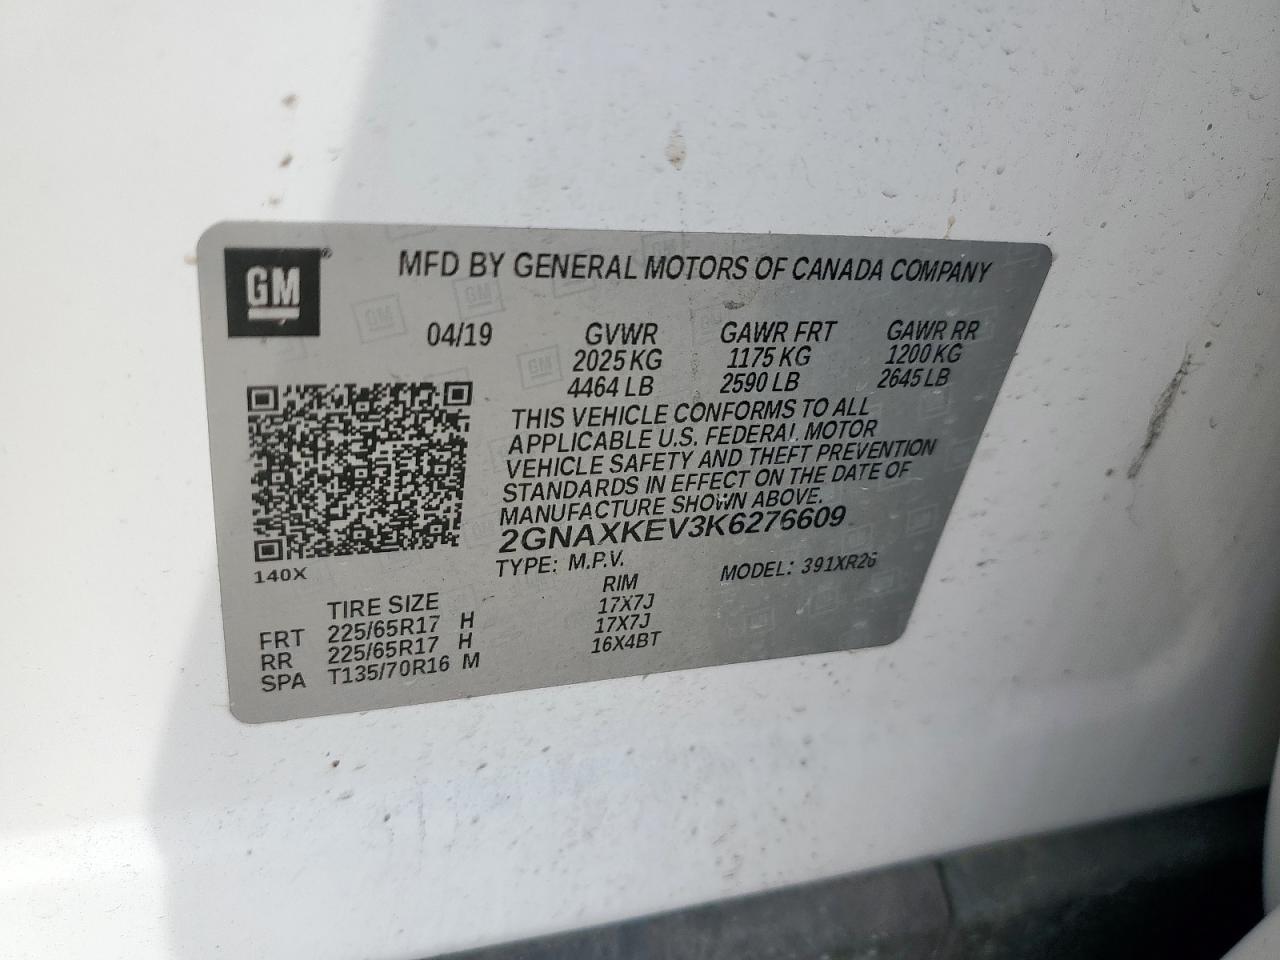 GM®
MFD BY GENERAL MOTORS OF CANADA COMPANY
04/19 GVWR GAWR FRT GAWR RR
2025 KG 1175 KG 1200 KG
4464 LB 2590 LB 2645 LB
THIS VEHICLE CONFORMS TO ALL
APPLICABLE U.S. FEDERAL MOTOR
VEHICLE SAFETY AND THEFT PREVENTION
STANDARDS IN EFFECT ON THE DATE OF
MANUFACTURE SHOWN ABOVE.
2GNAXKEV3K6276609
TYPE: M.P.V. MODEL: 391XR26
140X
TIRE SIZE RIM
FRT 225/65R17 H 17X7J
RR 225/65R17 H 17X7J
SPA T135/70R16 M 16X4BT